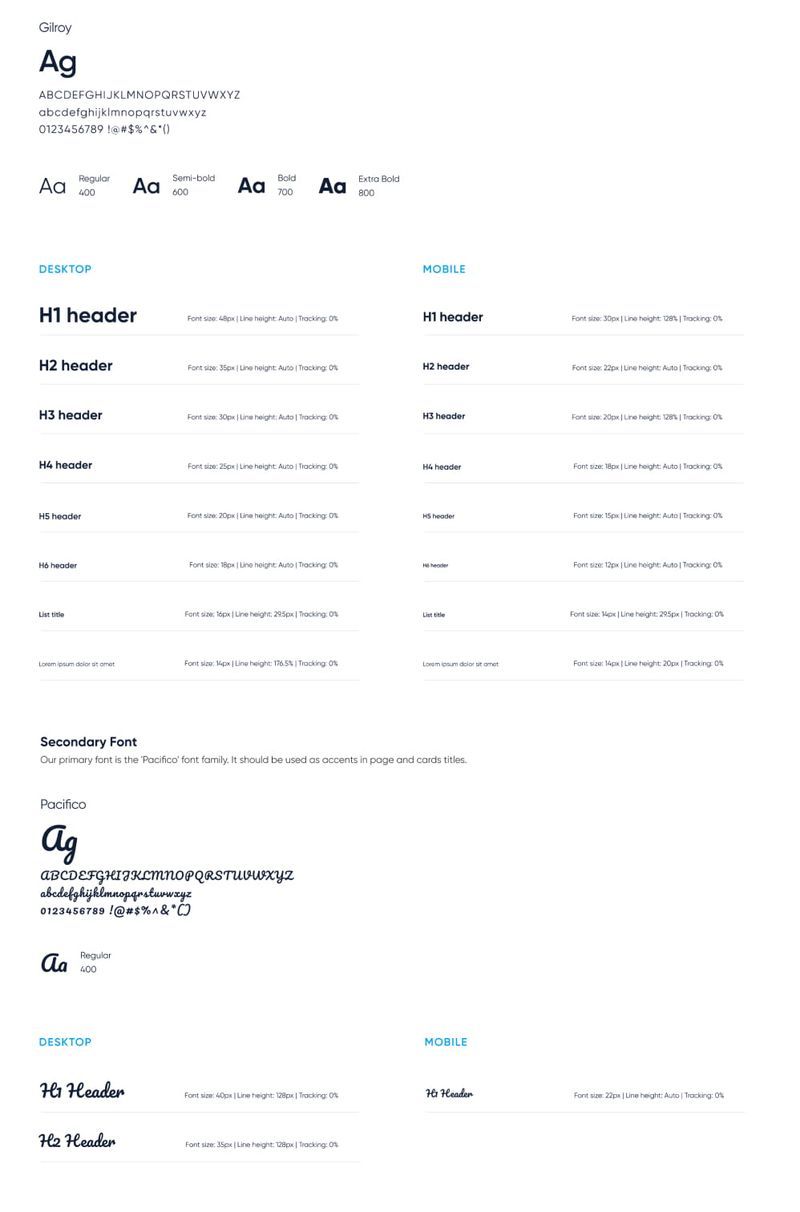 Gilroy
Ag
ABCDEFGHIJKLMNOPQRSTUVWXYZ
abcdefghijklmnopqrstuvwxyz
0123456789 !@#$%^&*()
Aa Regular 400 Aa Semi-bold 600 Aa Bold 700 Aa Extra Bold 800
DESKTOP
H1 header Font size: 48px | Line height: Auto | Tracking: 0%
H2 header Font size: 35px | Line height: Auto | Tracking: 0%
H3 header Font size: 30px | Line height: Auto | Tracking: 0%
H4 header Font size: 25px | Line height: Auto | Tracking: 0%
H5 header Font size: 20px | Line height: Auto | Tracking: 0%
H6 header Font size: 18px | Line height: Auto | Tracking: 0%
List title Font size: 16px | Line height: 29.5px | Tracking: 0%
Lorem ipsum dolor sit amet Font size: 14px | Line height: 176.5% | Tracking: 0%
MOBILE
H1 header Font size: 30px | Line height: 128% | Tracking: 0%
H2 header Font size: 22px | Line height: Auto | Tracking: 0%
H3 header Font size: 20px | Line height: 128% | Tracking: 0%
H4 header Font size: 18px | Line height: Auto | Tracking: 0%
H5 header Font size: 15px | Line height: Auto | Tracking: 0%
H6 header Font size: 12px | Line height: Auto | Tracking: 0%
List title Font size: 14px | Line height: 29.5px | Tracking: 0%
Lorem ipsum dolor sit amet Font size: 14px | Line height: 20px | Tracking: 0%
Secondary Font
Our primary font is the 'Pacifico' font family. It should be used as accents in page and cards titles.
Pacifico
Ag
ABCDEFGHIJKLMNOPQRSTUVWXYZ
abcdefghijklmnopqrstuvwxyz
0123456789 !@#$%^&*()
Aa Regular 400
DESKTOP
H1 Header Font size: 40px | Line height: 128px | Tracking: 0%
H2 Header Font size: 35px | Line height: 128px | Tracking: 0%
MOBILE
H1 Header Font size: 22px | Line height: Auto | Tracking: 0%